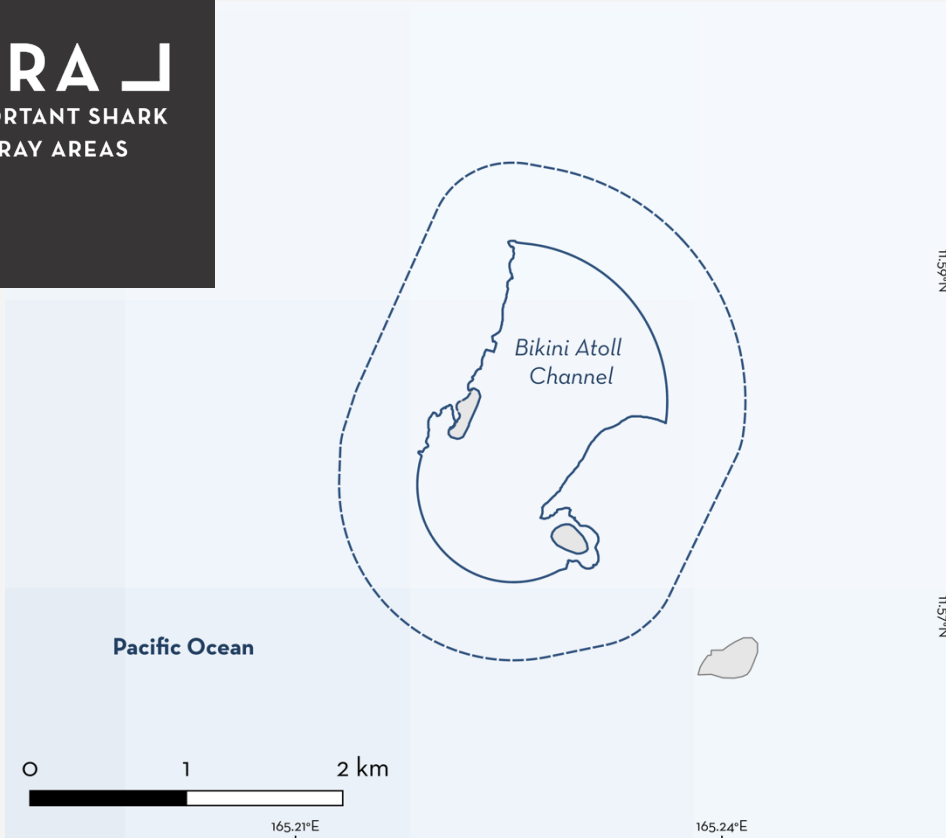 RA
ORTANT SHARK
RAY AREAS
11.59°N
Bikini Atoll
Channel
11.57°N
Pacific Ocean
0 1 2 km
165.21°E 165.24°E